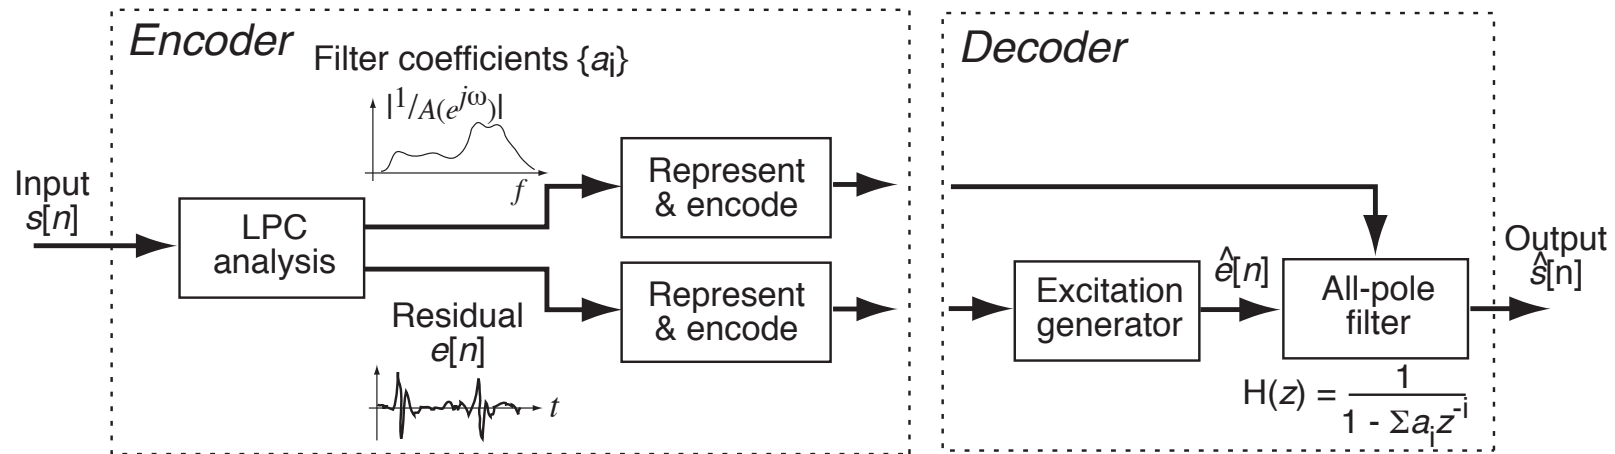 Encoder
Filter coefficients {ai}
|1/A(e^jω)|
f
Input
s[n]
LPC
analysis
Represent
& encode
Residual
e[n]
t
Represent
& encode
Decoder
Excitation
generator
ê[n]
All-pole
filter
Output
ŝ[n]
H(z) = 1
1 - Σaiz^-i